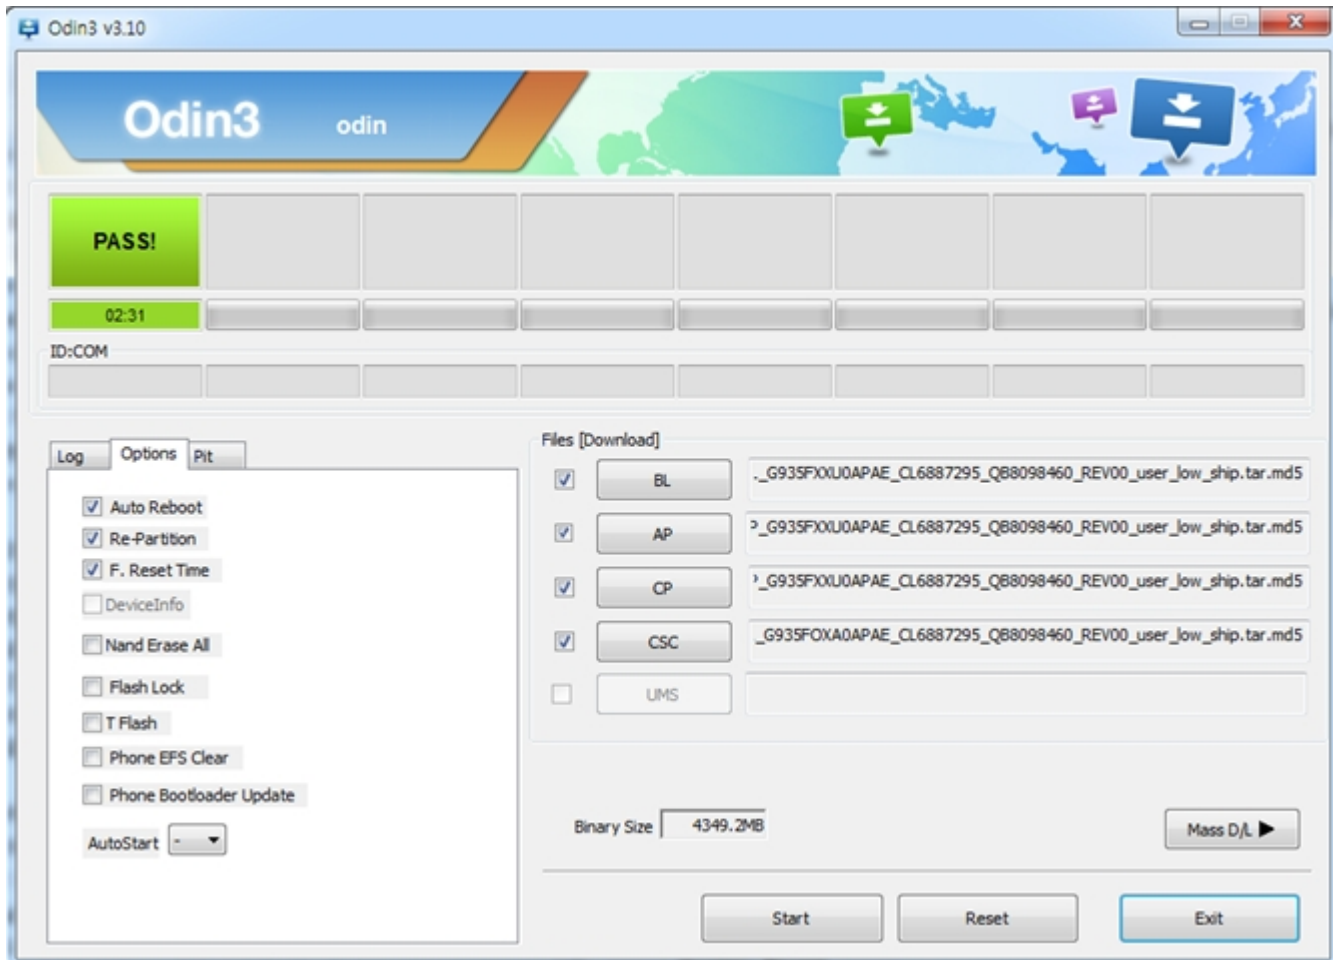 Odin3 v3.10
Odin3 odin
PASS!
02:31
ID:COM
Log Options Pit
Auto Reboot
Re-Partition
F. Reset Time
DeviceInfo
Nand Erase All
Flash Lock
T Flash
Phone EFS Clear
Phone Bootloader Update
AutoStart -
Files [Download]
BL ._G935FXXU0APAE_CL6887295_QB8098460_REV00_user_low_ship.tar.md5
AP P_G935FXXU0APAE_CL6887295_QB8098460_REV00_user_low_ship.tar.md5
CP P_G935FXXU0APAE_CL6887295_QB8098460_REV00_user_low_ship.tar.md5
CSC _G935FOXA0APAE_CL6887295_QB8098460_REV00_user_low_ship.tar.md5
UMS
Binary Size 4349.2MB
Mass D/L
Start Reset Exit